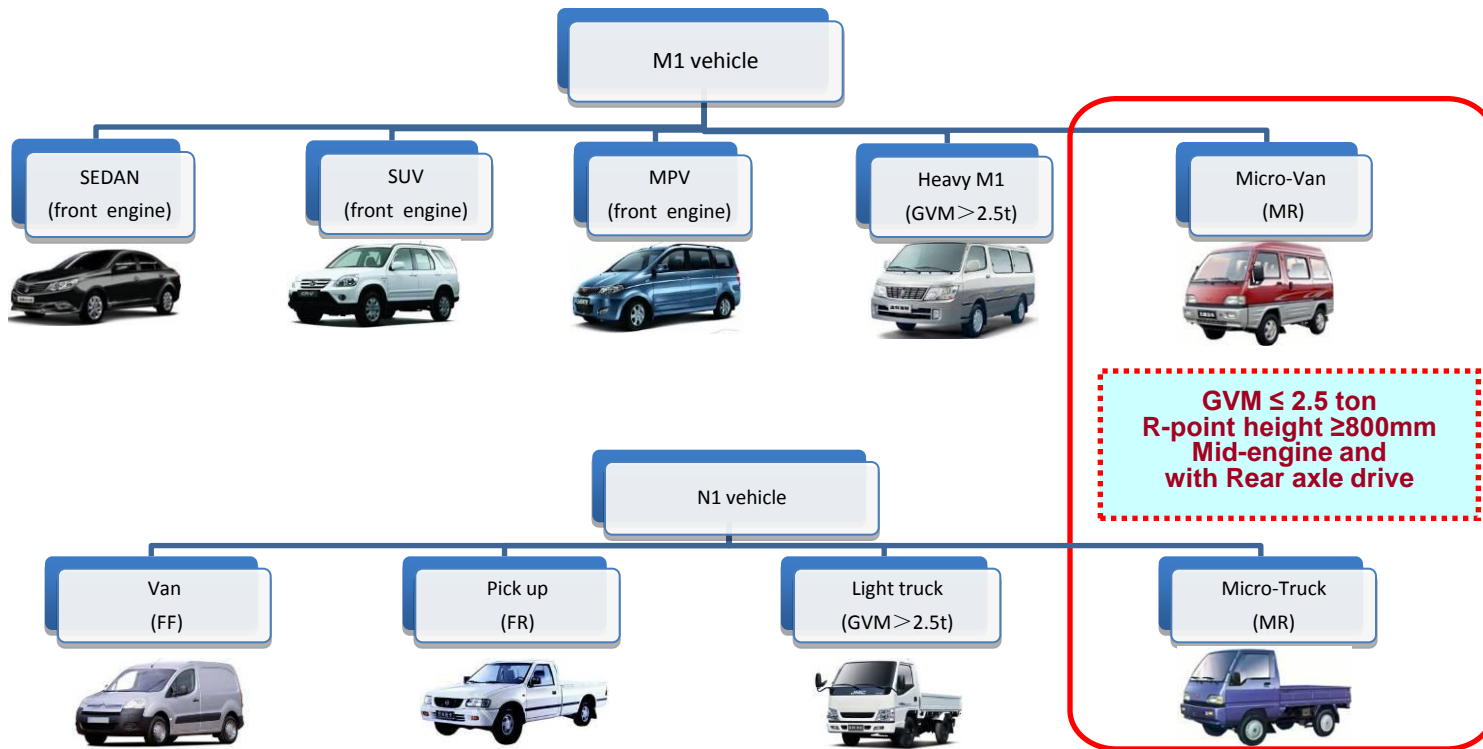 M1 vehicle
SEDAN
(front engine)
SUV
(front engine)
MPV
(front engine)
Heavy M1
(GVM＞2.5t)
Micro-Van
(MR)
GVM ≤ 2.5 ton
R-point height ≥800mm
Mid-engine and
with Rear axle drive
N1 vehicle
Van
(FF)
Pick up
(FR)
Light truck
(GVM＞2.5t)
Micro-Truck
(MR)